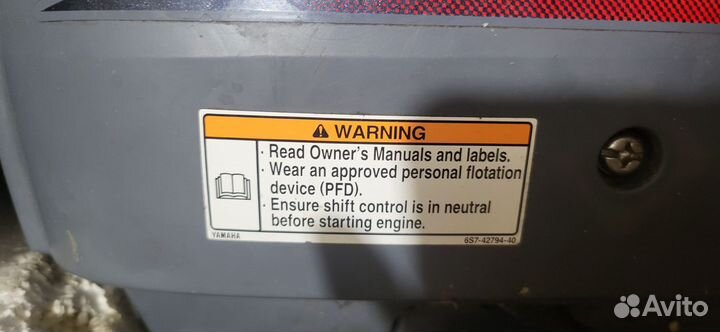 WARNING
· Read Owner's Manuals and labels.
· Wear an approved personal flotation
device (PFD).
· Ensure shift control is in neutral
before starting engine.
YAMAHA
6S7-42794-40
Avito